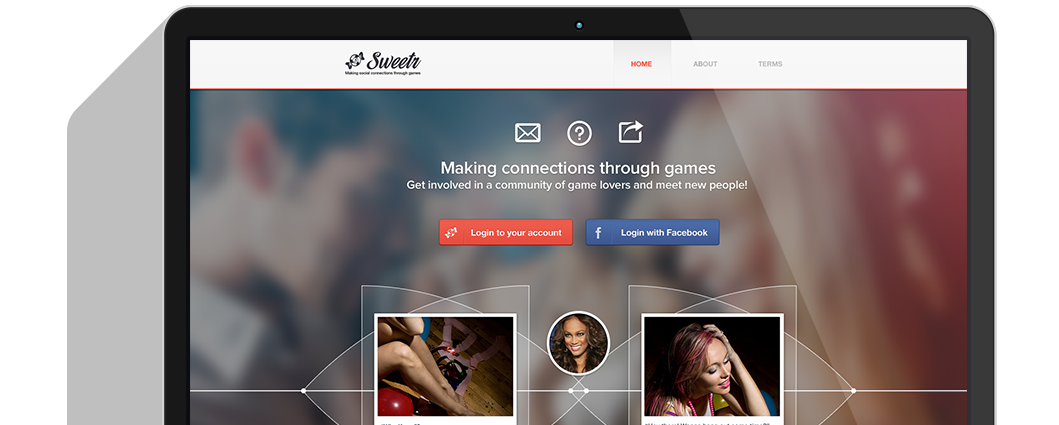 Sweetr
Making social connections through games
HOME
ABOUT
TERMS
Making connections through games
Get involved in a community of game lovers and meet new people!
Login to your account
f
Login with Facebook